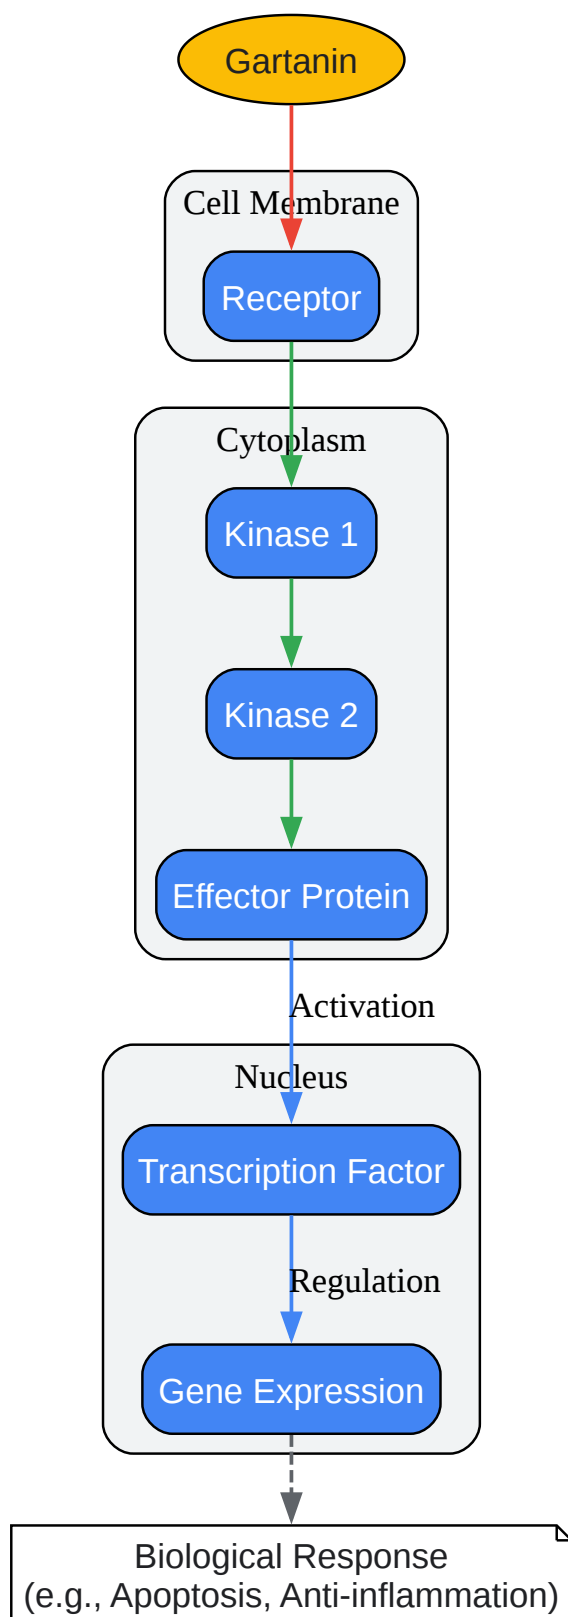 Gartanin
Cell Membrane
Receptor
Cytoplasm
Kinase 1
Kinase 2
Effector Protein
Activation
Nucleus
Transcription Factor
Regulation
Gene Expression
Biological Response
(e.g., Apoptosis, Anti-inflammation)